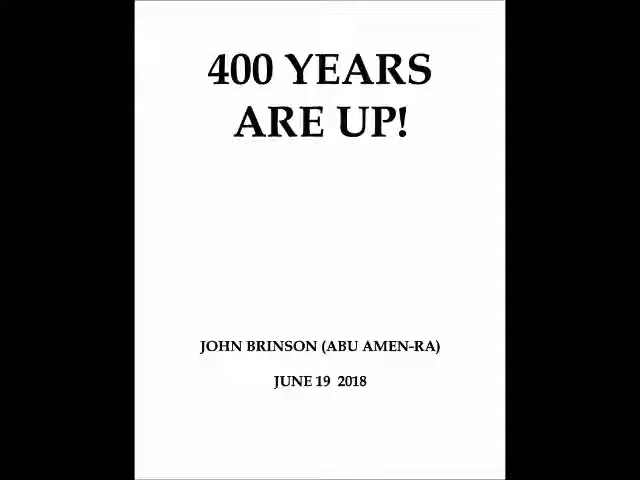 400 YEARS
ARE UP!
JOHN BRINSON (ABU AMEN-RA)
JUNE 19 2018